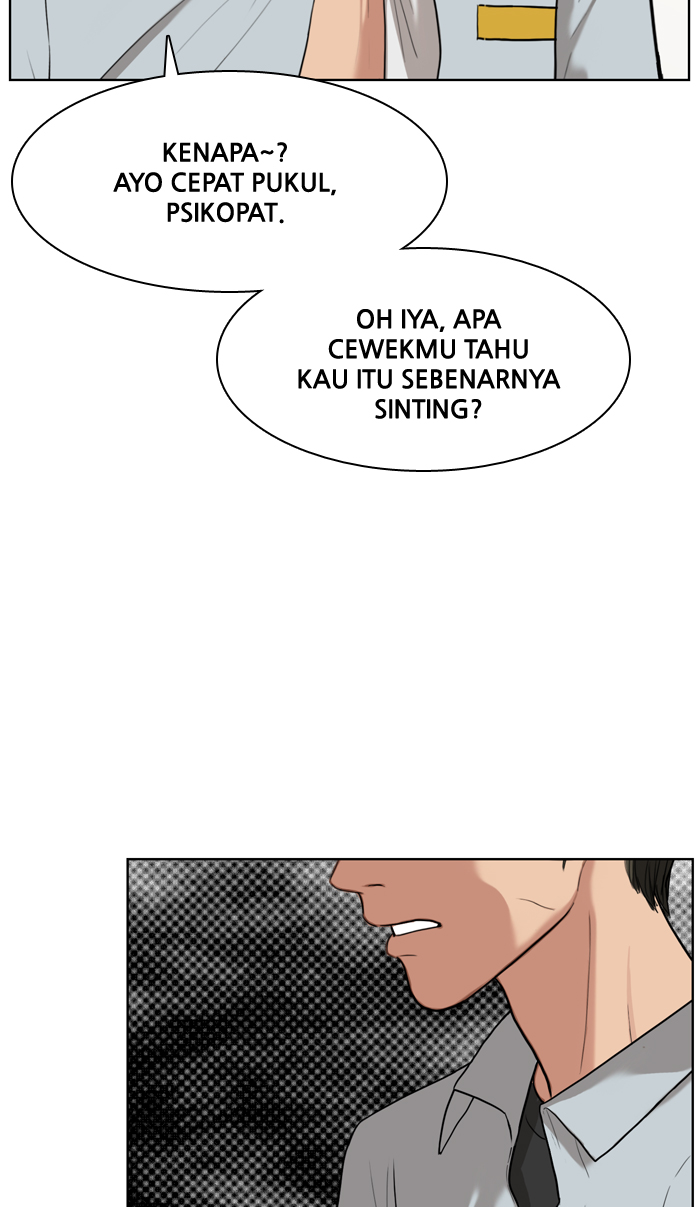 KENAPA~?
AYO CEPAT PUKUL,
PSIKOPAT.
OH IYA, APA
CEWEKMU TAHU
KAU ITU SEBENARNYA
SINTING?